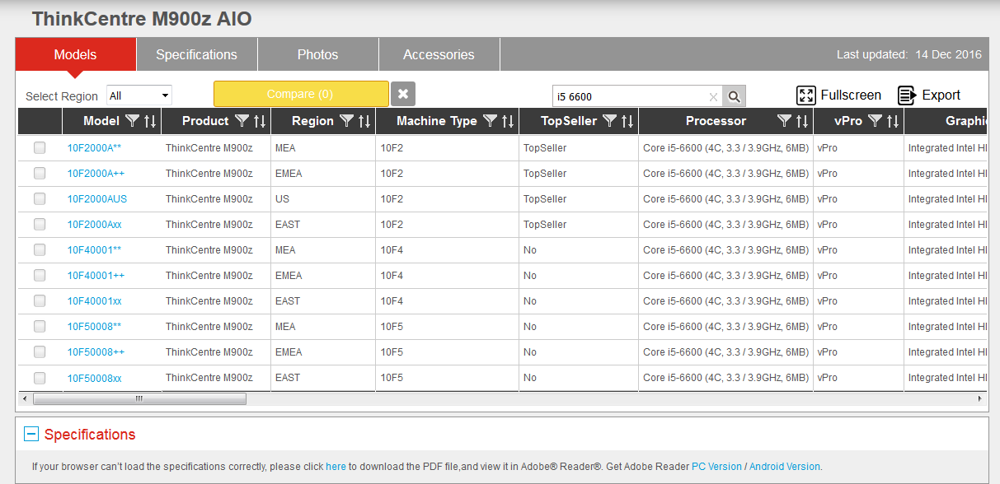 ThinkCentre M900z AIO
Models Specifications Photos Accessories Last updated: 14 Dec 2016
Select Region All Compare (0) i5 6600 Fullscreen Export
Model Product Region Machine Type TopSeller Processor vPro Graphic
10F2000A** ThinkCentre M900z MEA 10F2 TopSeller Core i5-6600 (4C, 3.3 / 3.9GHz, 6MB) vPro Integrated Intel HI
10F2000A++ ThinkCentre M900z EMEA 10F2 TopSeller Core i5-6600 (4C, 3.3 / 3.9GHz, 6MB) vPro Integrated Intel HI
10F2000AUS ThinkCentre M900z US 10F2 TopSeller Core i5-6600 (4C, 3.3 / 3.9GHz, 6MB) vPro Integrated Intel HI
10F2000Axx ThinkCentre M900z EAST 10F2 TopSeller Core i5-6600 (4C, 3.3 / 3.9GHz, 6MB) vPro Integrated Intel HI
10F40001** ThinkCentre M900z MEA 10F4 No Core i5-6600 (4C, 3.3 / 3.9GHz, 6MB) vPro Integrated Intel HI
10F40001++ ThinkCentre M900z EMEA 10F4 No Core i5-6600 (4C, 3.3 / 3.9GHz, 6MB) vPro Integrated Intel HI
10F40001xx ThinkCentre M900z EAST 10F4 No Core i5-6600 (4C, 3.3 / 3.9GHz, 6MB) vPro Integrated Intel HI
10F50008** ThinkCentre M900z MEA 10F5 No Core i5-6600 (4C, 3.3 / 3.9GHz, 6MB) vPro Integrated Intel HI
10F50008++ ThinkCentre M900z EMEA 10F5 No Core i5-6600 (4C, 3.3 / 3.9GHz, 6MB) vPro Integrated Intel HI
10F50008xx ThinkCentre M900z EAST 10F5 No Core i5-6600 (4C, 3.3 / 3.9GHz, 6MB) vPro Integrated Intel HI
Specifications
If your browser can't load the specifications correctly, please click here to download the PDF file,and view it in Adobe® Reader®. Get Adobe Reader PC Version / Android Version.